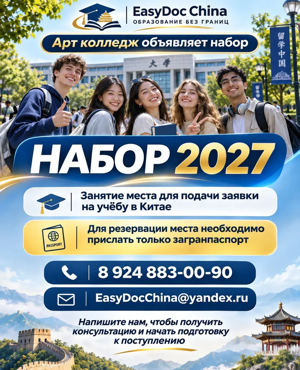 EasyDoc China
ОБРАЗОВАНИЕ БЕЗ ГРАНИЦ
Арт колледж объявляет набор
大学
留学中国
НАБОР 2027
Занятие места для подачи заявки
на учёбу в Китае
PASSPORT
Для резервации места необходимо
прислать только загранпаспорт
8 924 883-00-90
EasyDocChina@yandex.ru
Напишите нам, чтобы получить
консультацию и начать подготовку
к поступлению